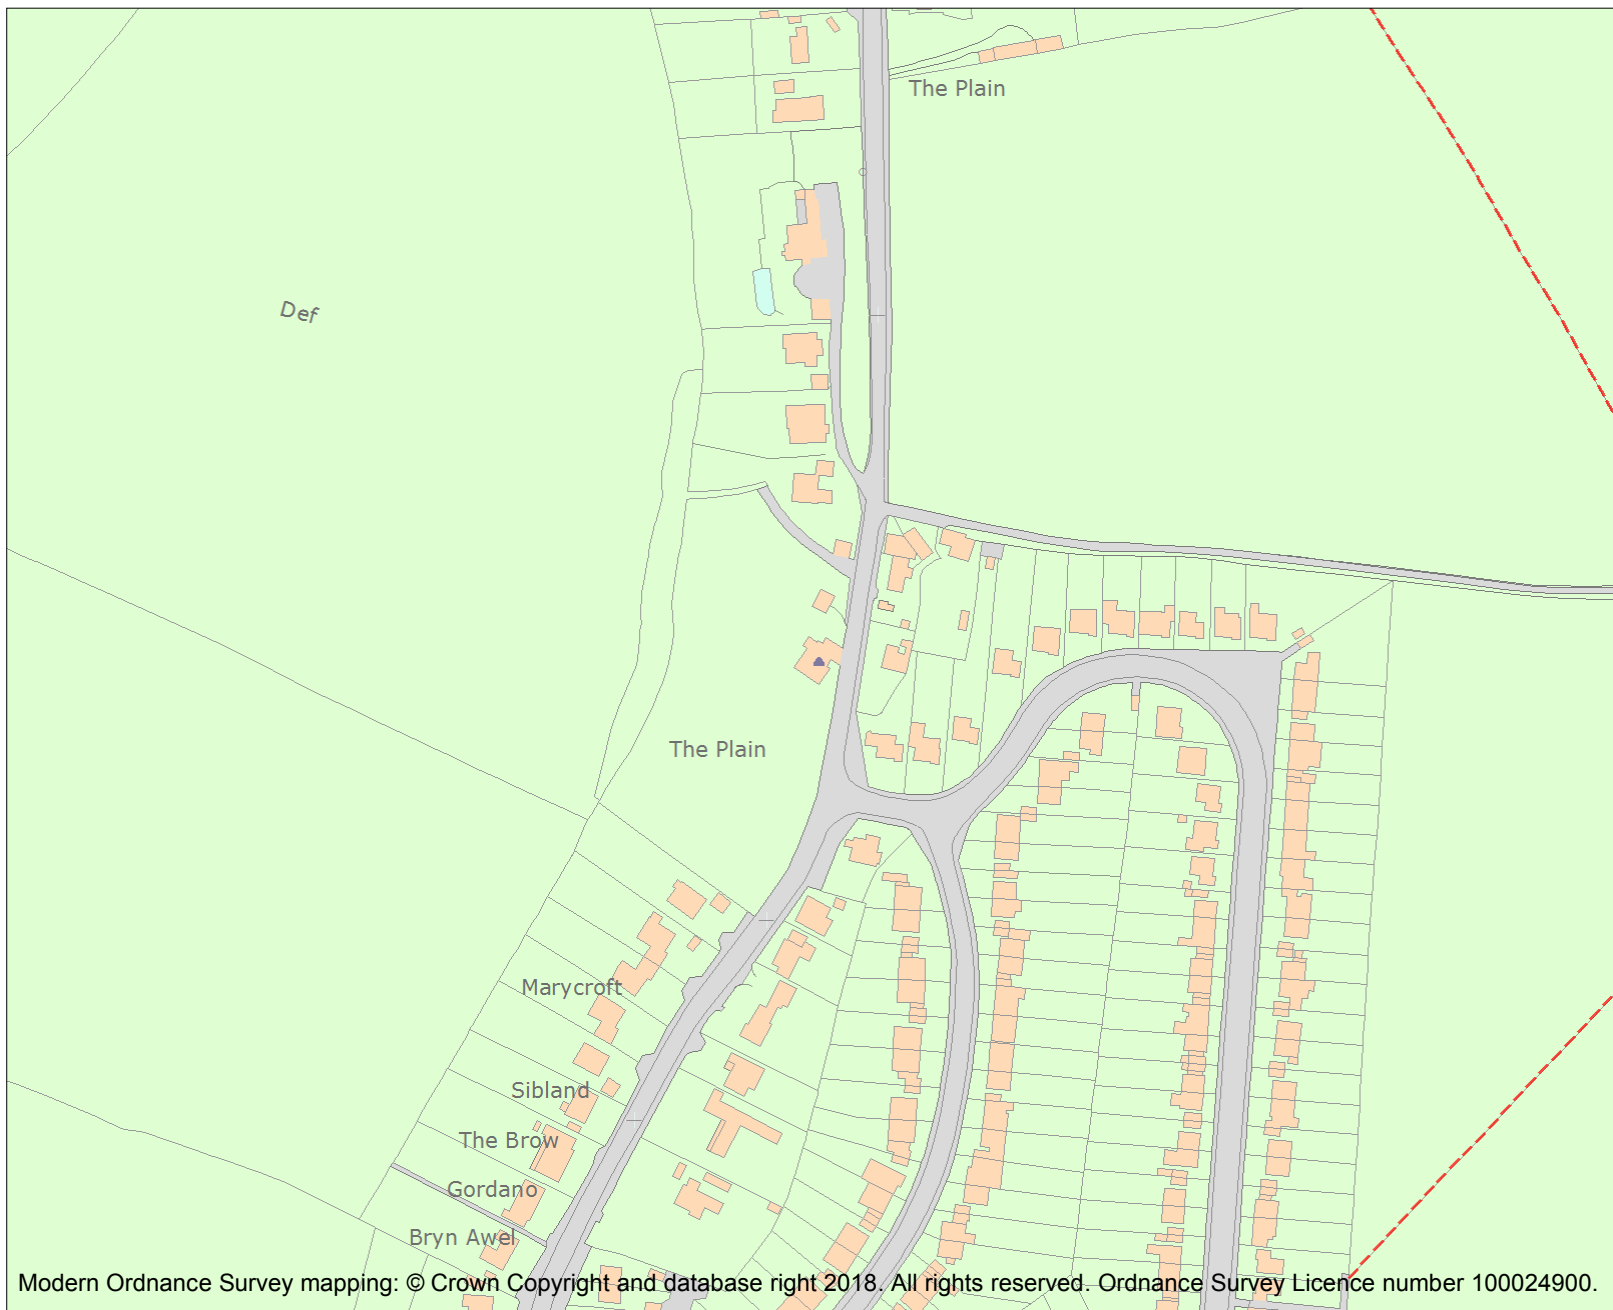 The Plain
Def
The Plain
Marycroft
Sibland
The Brow
Gordano
Bryn Awel
Modern Ordnance Survey mapping: © Crown Copyright and database right 2018. All rights reserved. Ordnance Survey Licence number 100024900.